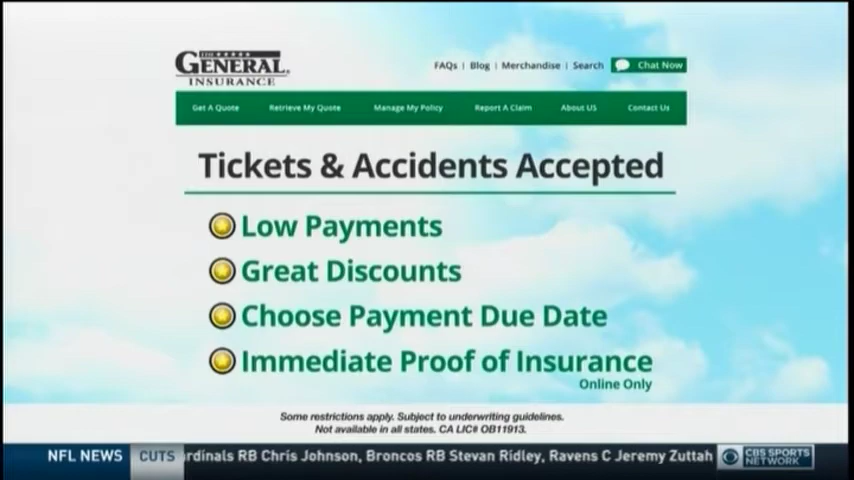 THE
GENERAL
INSURANCE
FAQs | Blog | Merchandise | Search Chat Now
Get A Quote Retrieve My Quote Manage My Policy Report A Claim About US Contact Us
Tickets & Accidents Accepted
Low Payments
Great Discounts
Choose Payment Due Date
Immediate Proof of Insurance
Online Only
Some restrictions apply. Subject to underwriting guidelines.
Not available in all states. CA LIC# OB11913.
NFL NEWS CUTS rdinals RB Chris Johnson, Broncos RB Stevan Ridley, Ravens C Jeremy Zuttah CBS SPORTS
NETWORK